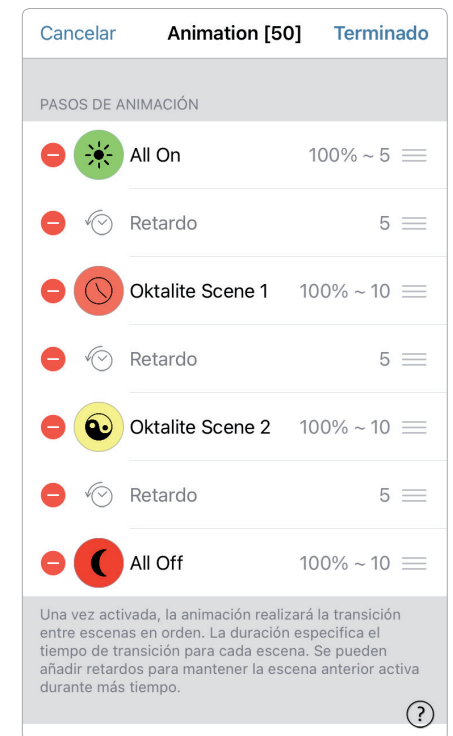 Cancelar Animation [50] Terminado
PASOS DE ANIMACIÓN
All On 100% ~ 5
Retardo 5
Oktalite Scene 1 100% ~ 10
Retardo 5
Oktalite Scene 2 100% ~ 10
Retardo 5
All Off 100% ~ 10
Una vez activada, la animación realizará la transición
entre escenas en orden. La duración especifica el
tiempo de transición para cada escena. Se pueden
añadir retardos para mantener la escena anterior activa
durante más tiempo.
?